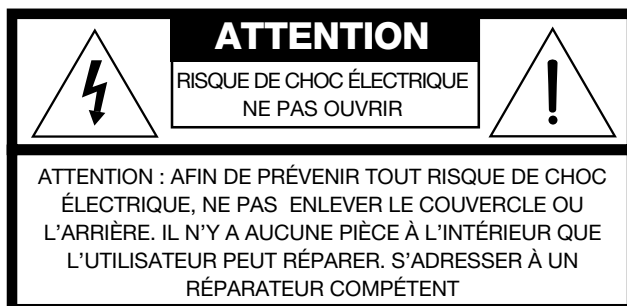 ATTENTION
RISQUE DE CHOC ÉLECTRIQUE
NE PAS OUVRIR
ATTENTION : AFIN DE PRÉVENIR TOUT RISQUE DE CHOC
ÉLECTRIQUE, NE PAS ENLEVER LE COUVERCLE OU
L'ARRIÈRE. IL N'Y A AUCUNE PIÈCE À L'INTÉRIEUR QUE
L'UTILISATEUR PEUT RÉPARER. S'ADRESSER À UN
RÉPARATEUR COMPÉTENT